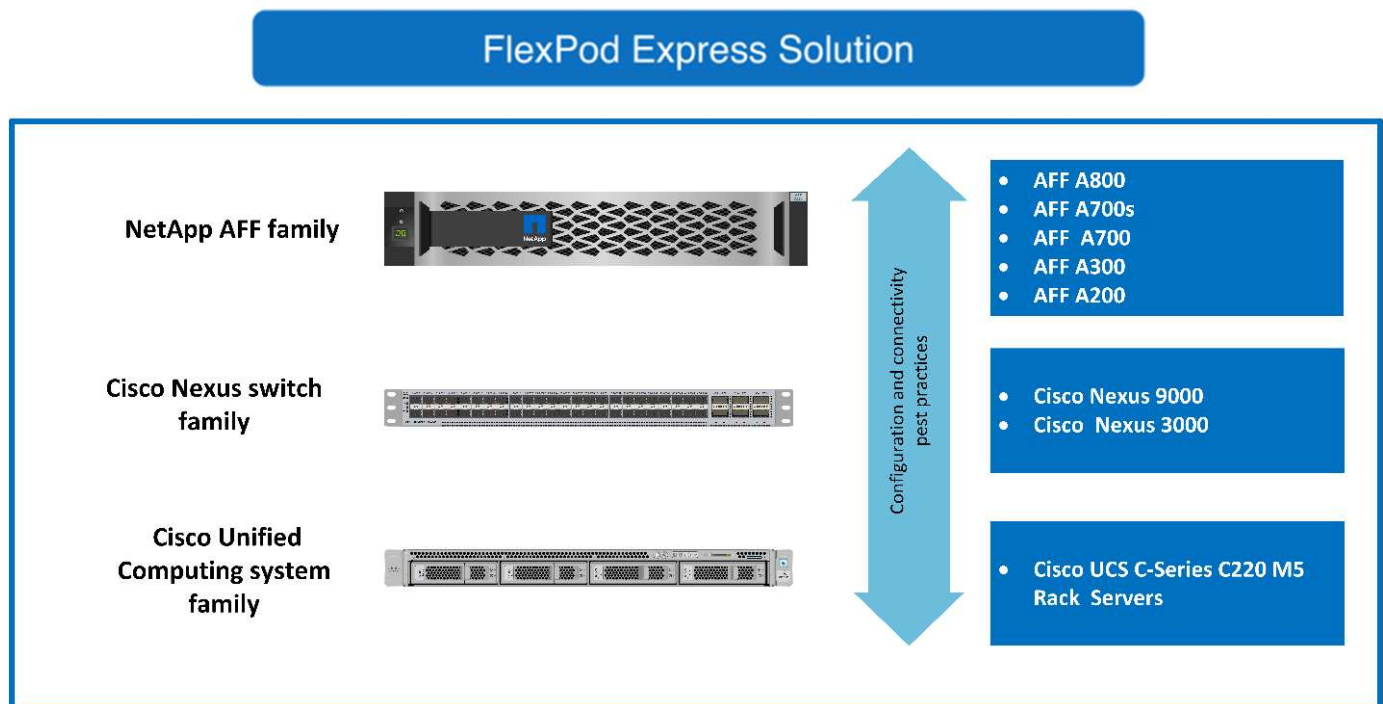 FlexPod Express Solution
NetApp AFF family
NetApp
• AFF A800
• AFF A700s
• AFF  A700
• AFF A300
• AFF A200
Configuration and connectivity
pest practices
Cisco Nexus switch
family
• Cisco Nexus 9000
• Cisco  Nexus 3000
Cisco Unified
Computing system
family
• Cisco UCS C-Series C220 M5
Rack  Servers